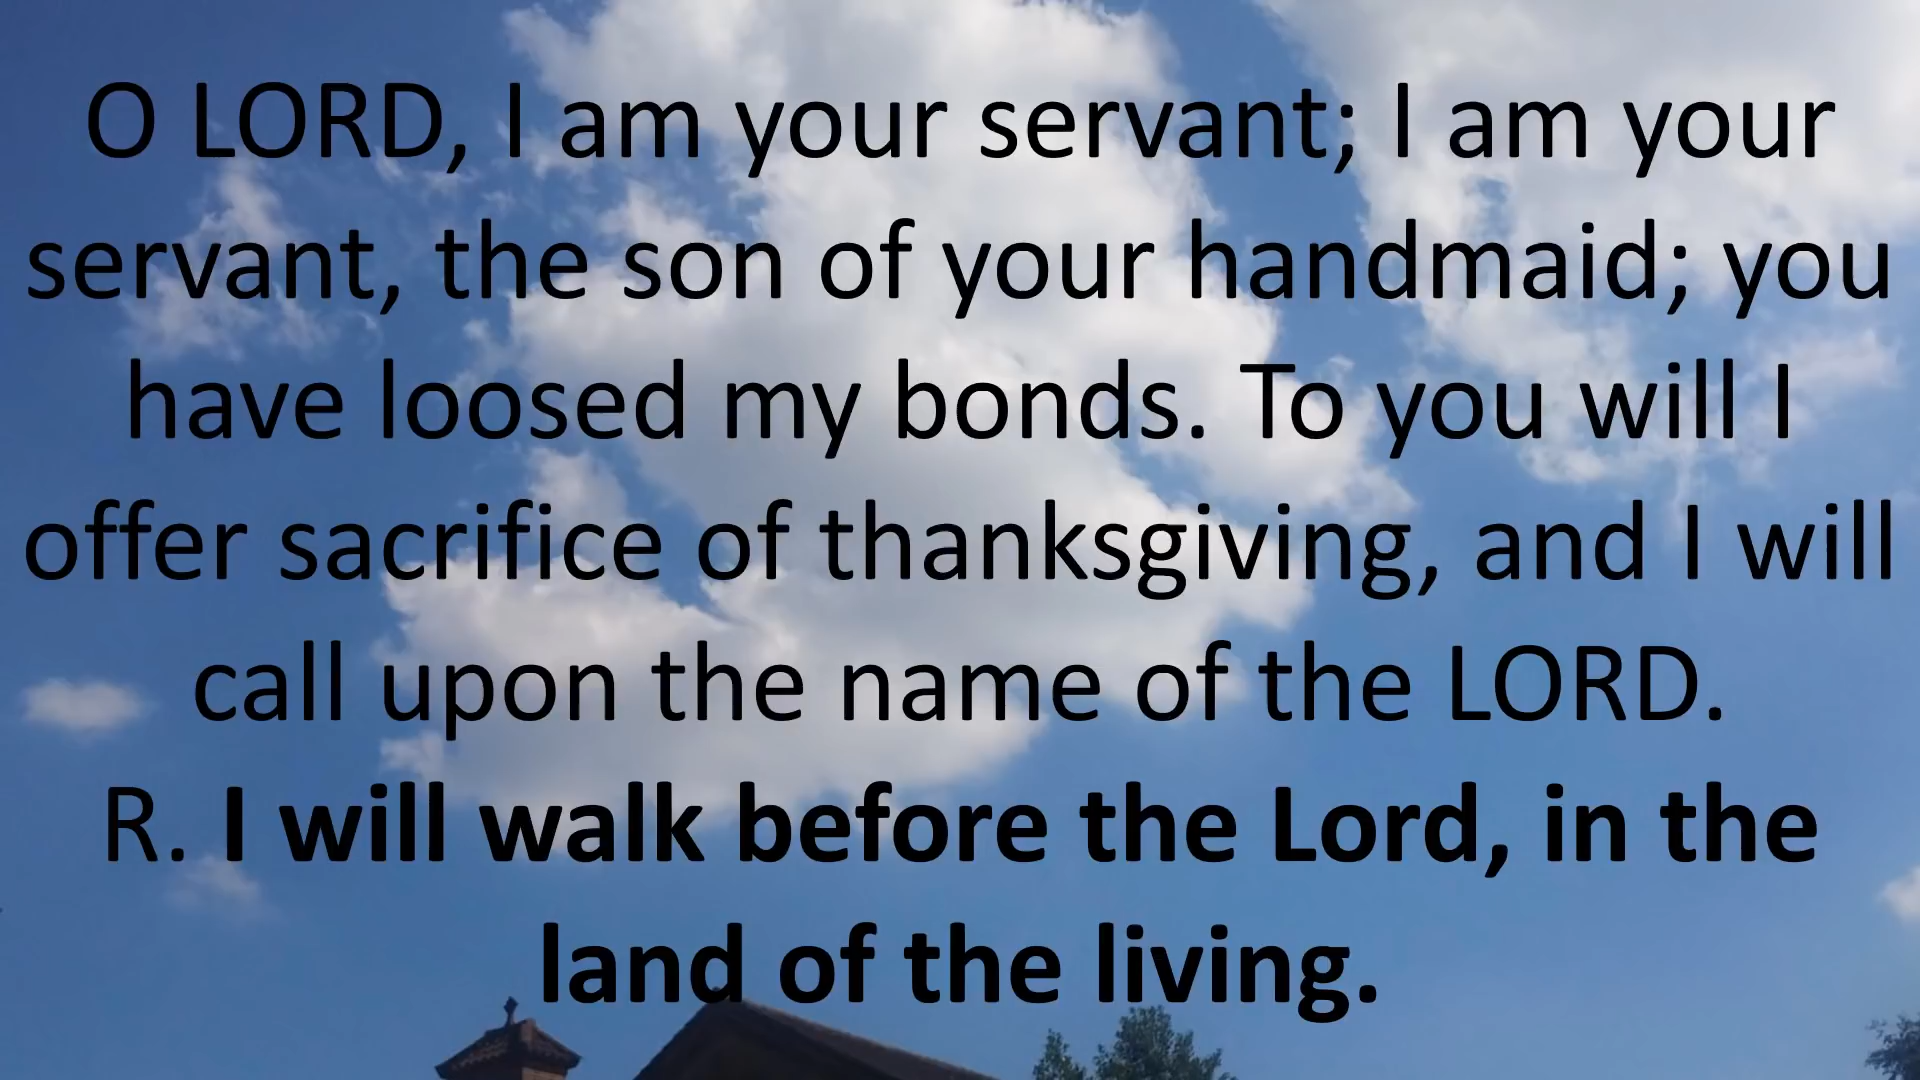 O LORD, I am your servant; I am your
servant, the son of your handmaid; you
have loosed my bonds. To you will I
offer sacrifice of thanksgiving, and I will
call upon the name of the LORD.
R. I will walk before the Lord, in the
land of the living.